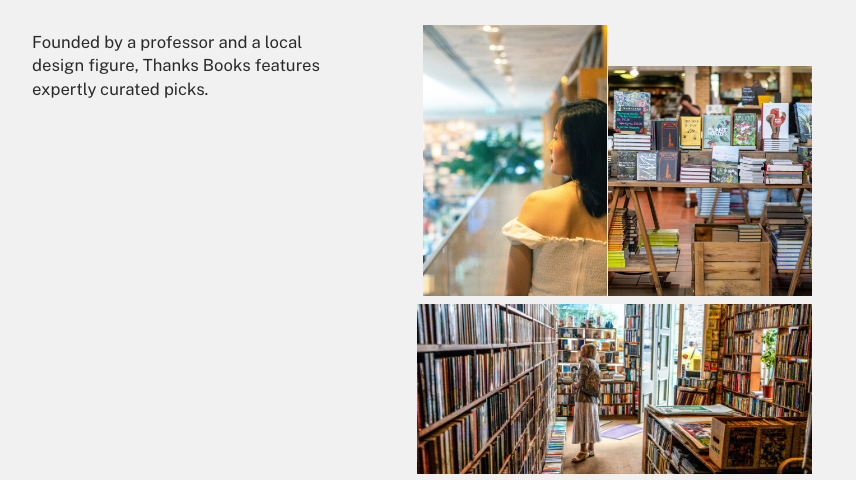 Founded by a professor and a local
design figure, Thanks Books features
expertly curated picks.